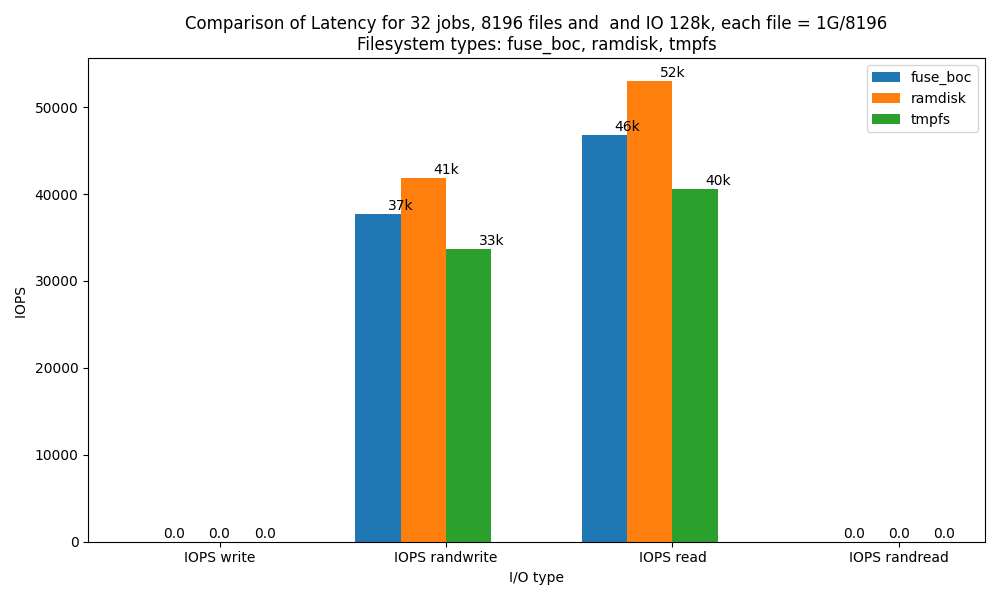 Comparison of Latency for 32 jobs, 8196 files and  and IO 128k, each file = 1G/8196
Filesystem types: fuse_boc, ramdisk, tmpfs
fuse_boc
ramdisk
tmpfs
52k
46k
41k
40k
37k
33k
0.0 0.0 0.0
0.0 0.0 0.0
50000
40000
30000
20000
10000
0
IOPS
IOPS write
IOPS randwrite
IOPS read
IOPS randread
I/O type